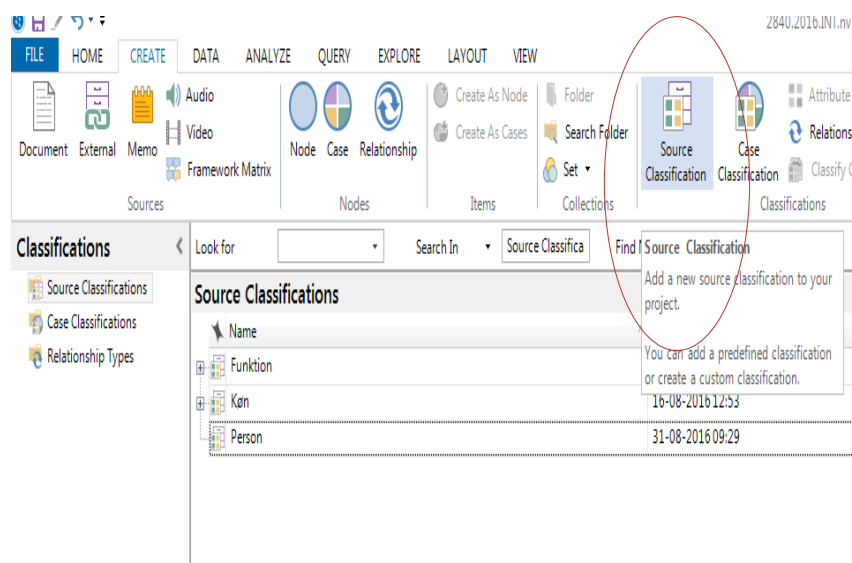 2840.2016.INT.nv
FILE HOME CREATE DATA ANALYZE QUERY EXPLORE LAYOUT VIEW
Document
External
Memo
Audio
Video
Framework Matrix
Sources
Node
Case
Relationship
Nodes
Create As Node
Create As Cases
Items
Folder
Search Folder
Set
Collections
Source
Classification
Case
Classification
Attribute
Relations
Classify
Classifications
Classifications
Source Classifications
Case Classifications
Relationship Types
Look for Search In Source Classifica Find
Source Classifications
Name
Funktion
Køn 16-08-2016 12:53
Person 31-08-2016 09:29
Source Classification
Add a new source classification to your
project.
You can add a predefined classification
or create a custom classification.